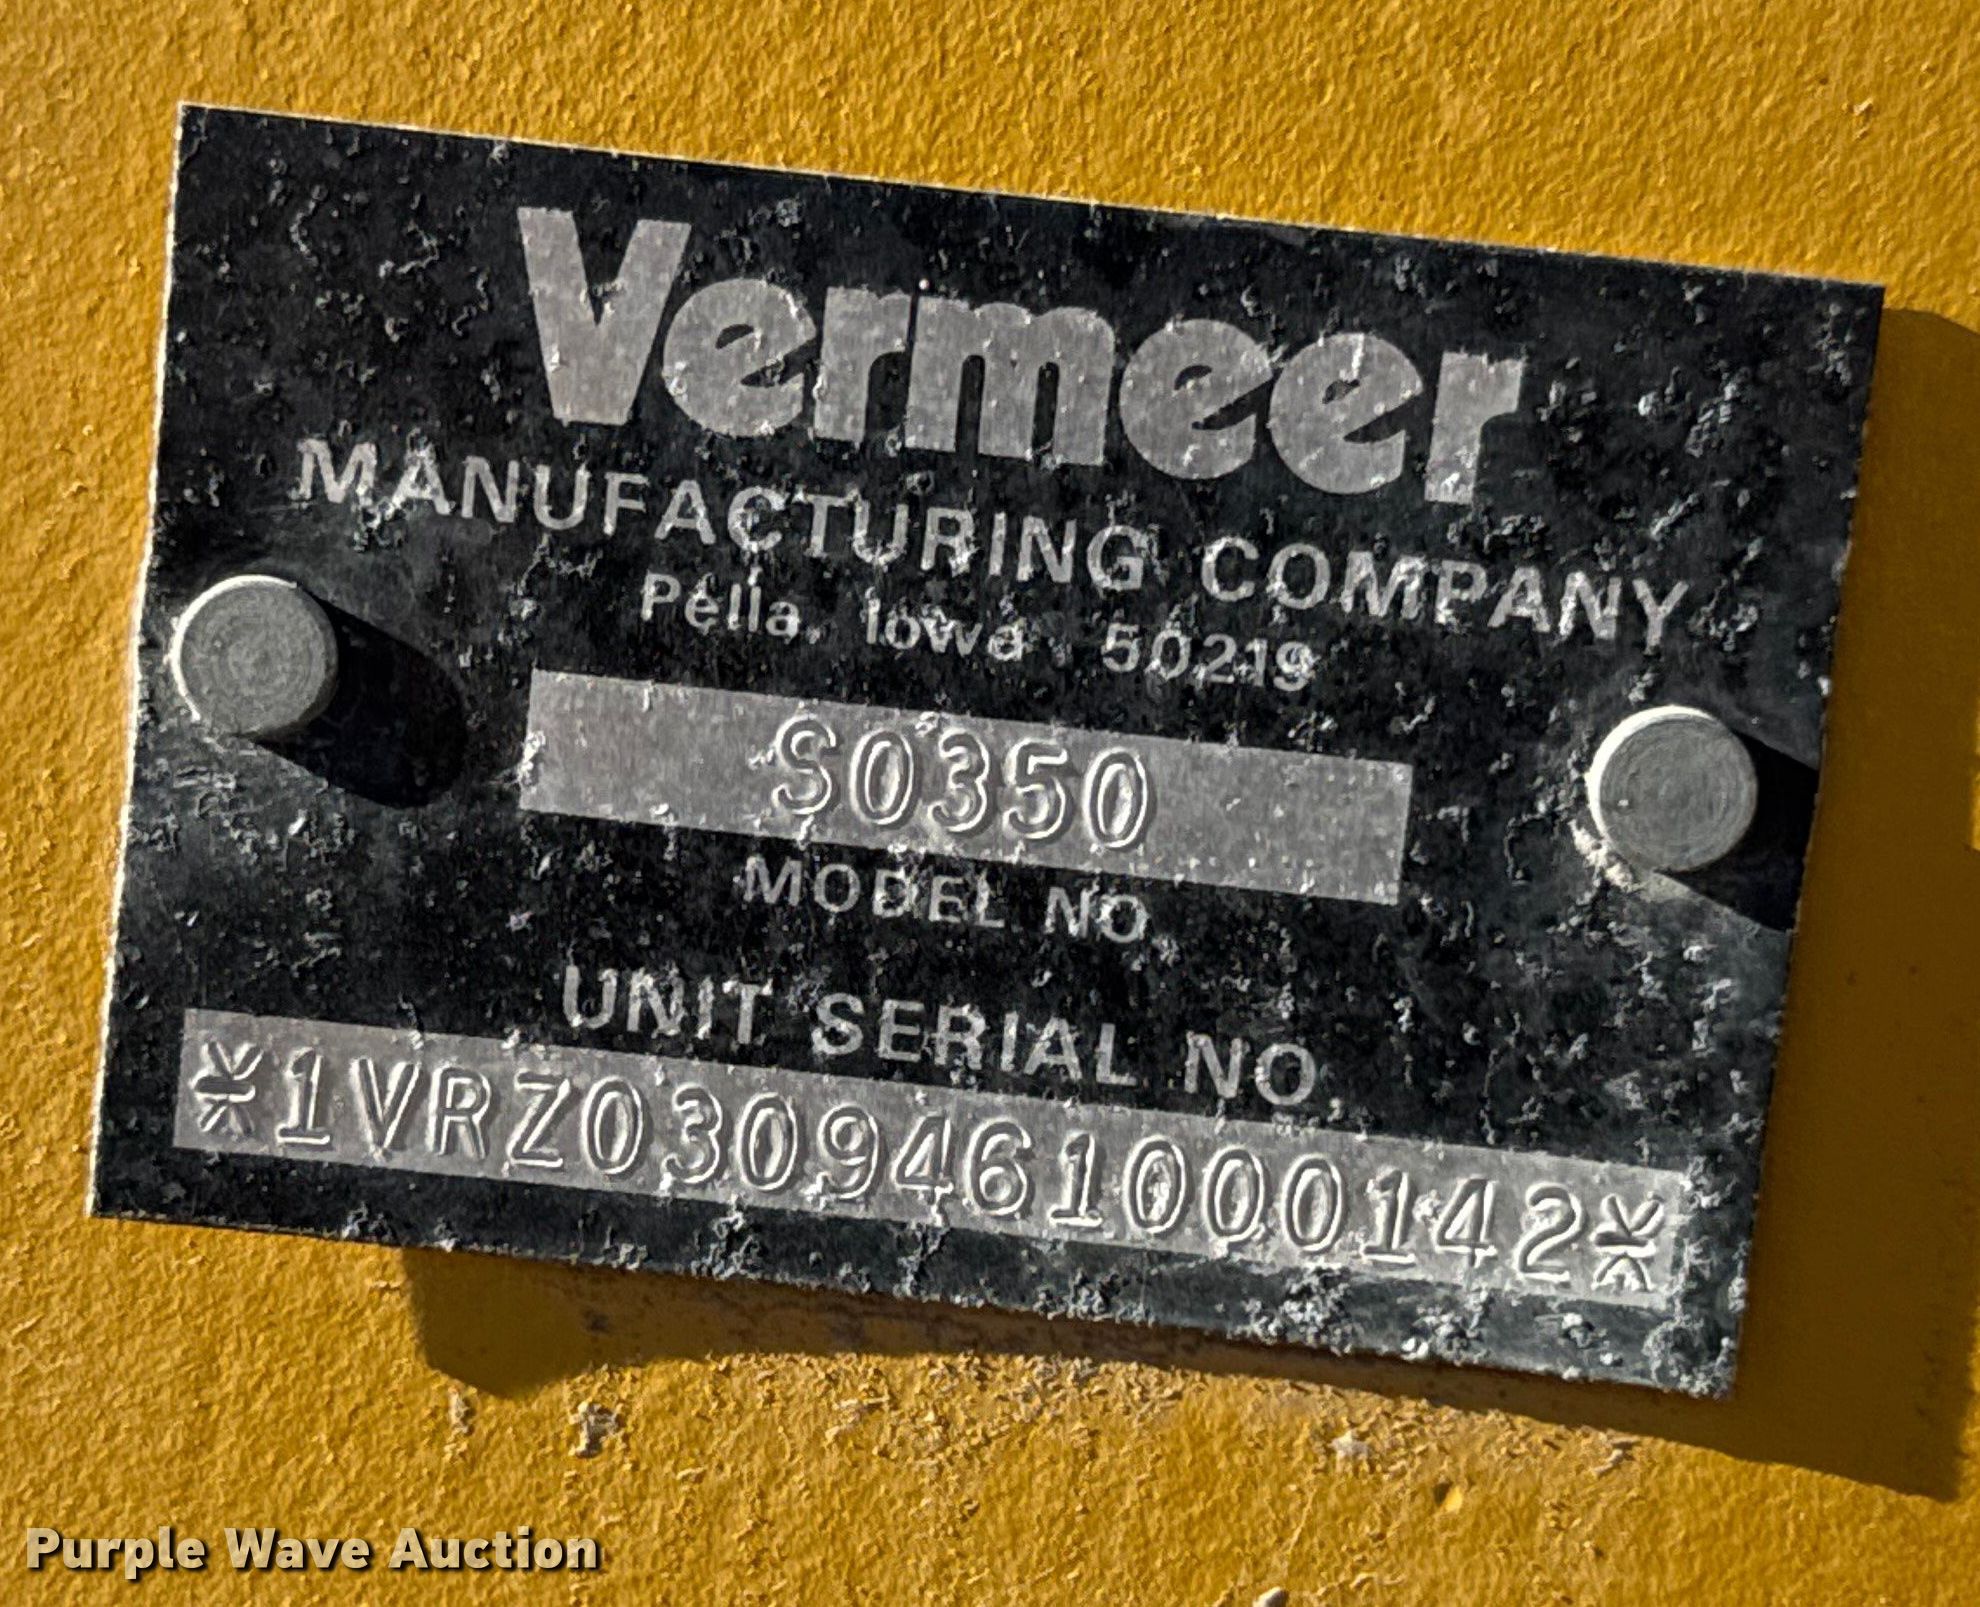 Vermeer
MANUFACTURING COMPANY
Pella, Iowa 50219
S0350
MODEL NO.
UNIT SERIAL NO.
*1VRZ0309461000142*
Purple Wave Auction